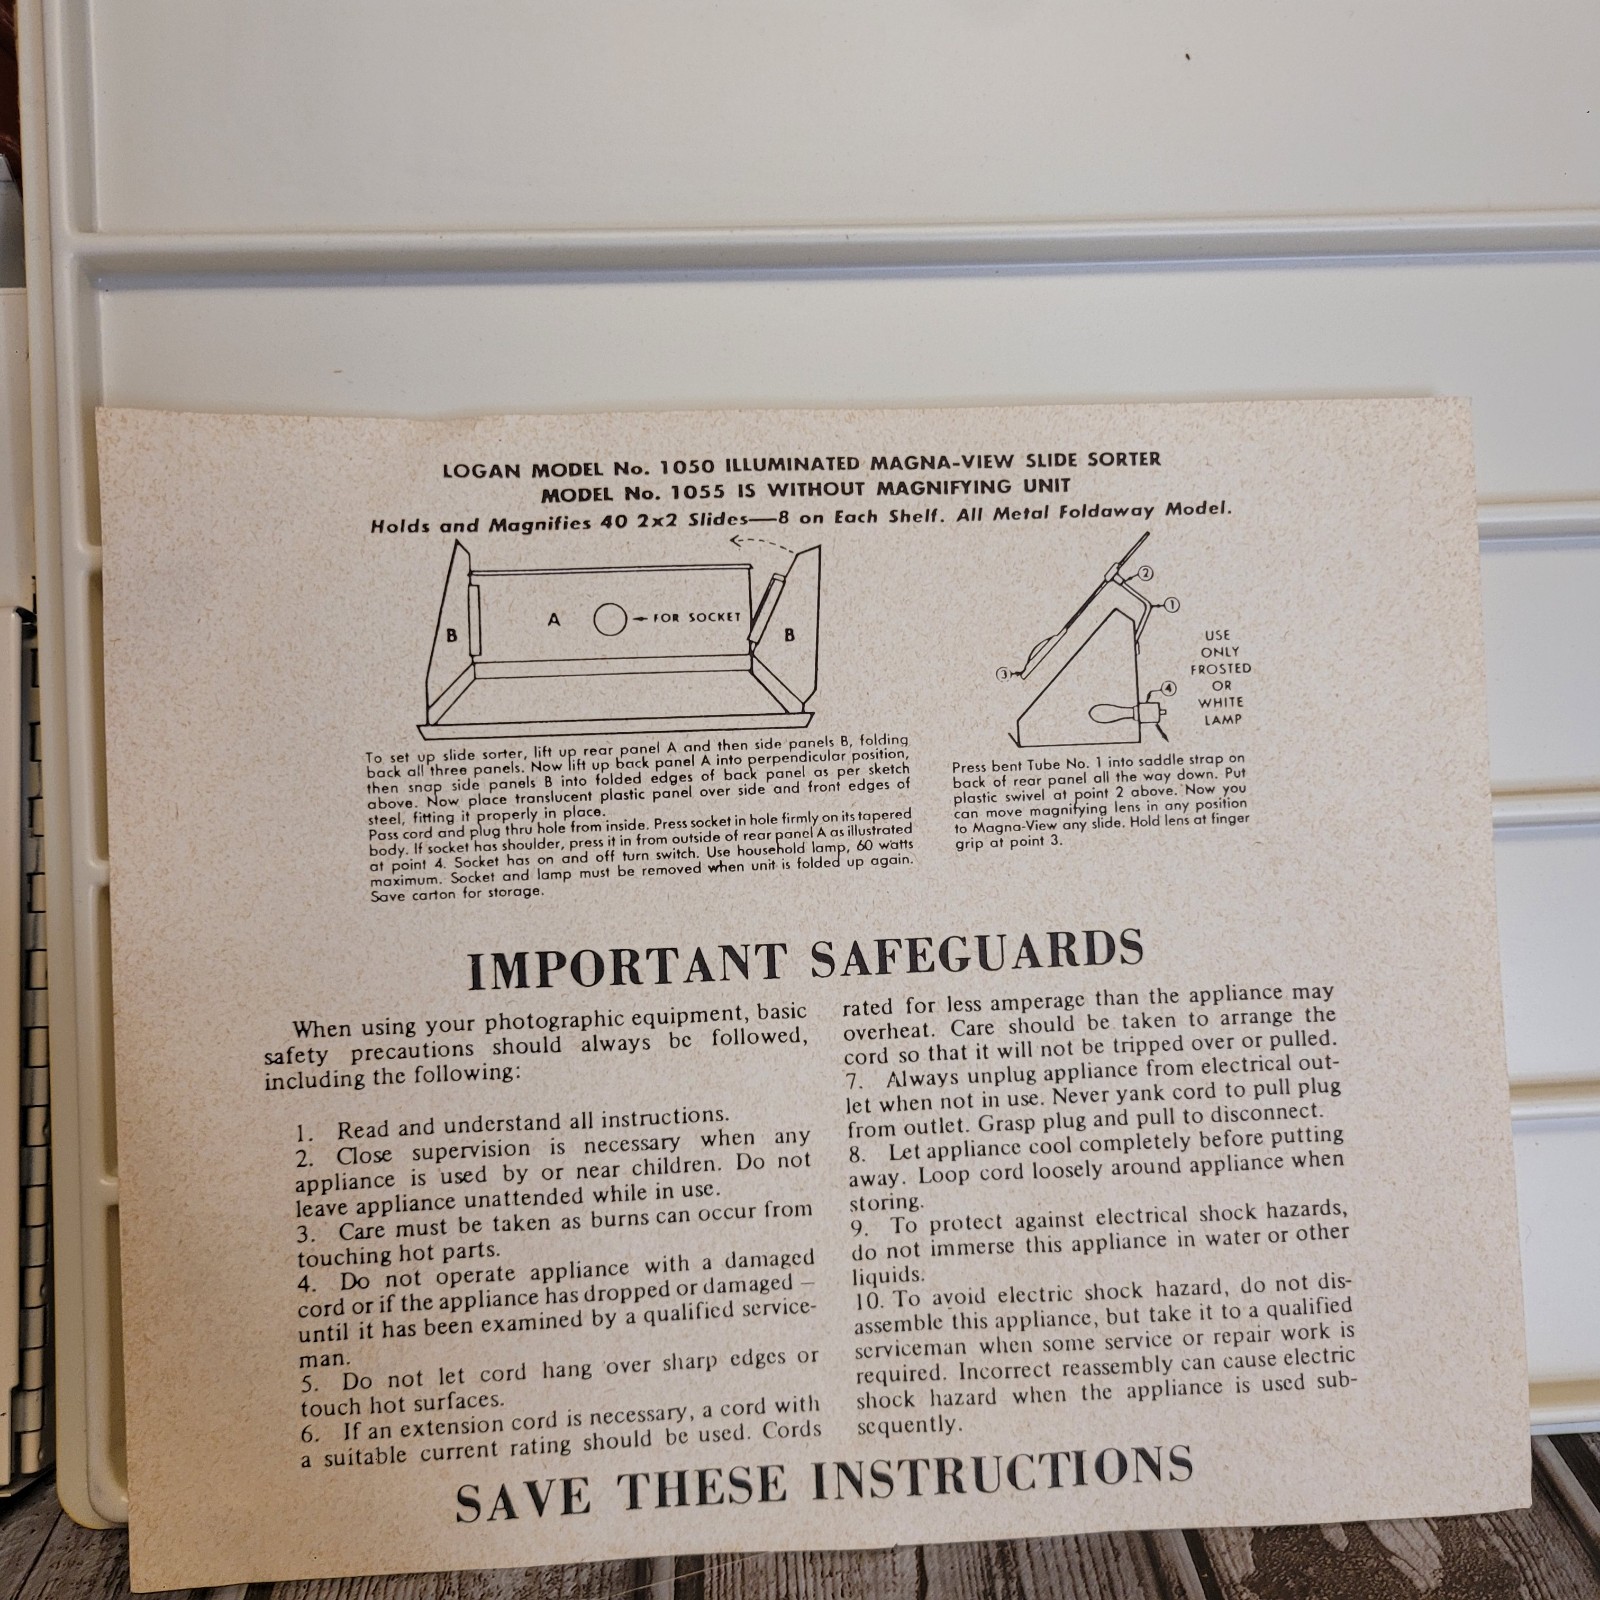 LOGAN MODEL No. 1050 ILLUMINATED MAGNA-VIEW SLIDE SORTER
MODEL No. 1055 IS WITHOUT MAGNIFYING UNIT
Holds and Magnifies 40 2x2 Slides—8 on Each Shelf. All Metal Foldaway Model.
B
A
FOR SOCKET
B
To set up slide sorter, lift up rear panel A and then side panels B, folding
back all three panels. Now lift up back panel A into perpendicular position,
then snap side panels B into folded edges of back panel as per sketch
above. Now place translucent plastic panel over side and front edges of
steel, fitting it properly in place.
Pass cord and plug thru hole from inside. Press socket in hole firmly on its tapered
body. If socket has shoulder, press it in from outside of rear panel A as illustrated
at point 4. Socket has on and off turn switch. Use household lamp, 60 watts
maximum. Socket and lamp must be removed when unit is folded up again.
Save carton for storage.
2
1
3
4
USE
ONLY
FROSTED
OR
WHITE
LAMP
Press bent Tube No. 1 into saddle strap on
back of rear panel all the way down. Put
plastic swivel at point 2 above. Now you
can move magnifying lens in any position
to Magna-View any slide. Hold lens at finger
grip at point 3.
IMPORTANT SAFEGUARDS
When using your photographic equipment, basic
safety precautions should always be followed,
including the following:
1. Read and understand all instructions.
2. Close supervision is necessary when any
appliance is used by or near children. Do not
leave appliance unattended while in use.
3. Care must be taken as burns can occur from
touching hot parts.
4. Do not operate appliance with a damaged
cord or if the appliance has dropped or damaged —
until it has been examined by a qualified service-
man.
5. Do not let cord hang over sharp edges or
touch hot surfaces.
6. If an extension cord is necessary, a cord with
a suitable current rating should be used. Cords
rated for less amperage than the appliance may
overheat. Care should be taken to arrange the
cord so that it will not be tripped over or pulled.
7. Always unplug appliance from electrical out-
let when not in use. Never yank cord to pull plug
from outlet. Grasp plug and pull to disconnect.
8. Let appliance cool completely before putting
away. Loop cord loosely around appliance when
storing.
9. To protect against electrical shock hazards,
do not immerse this appliance in water or other
liquids.
10. To avoid electric shock hazard, do not dis-
assemble this appliance, but take it to a qualified
serviceman when some service or repair work is
required. Incorrect reassembly can cause electric
shock hazard when the appliance is used sub-
sequently.
SAVE THESE INSTRUCTIONS